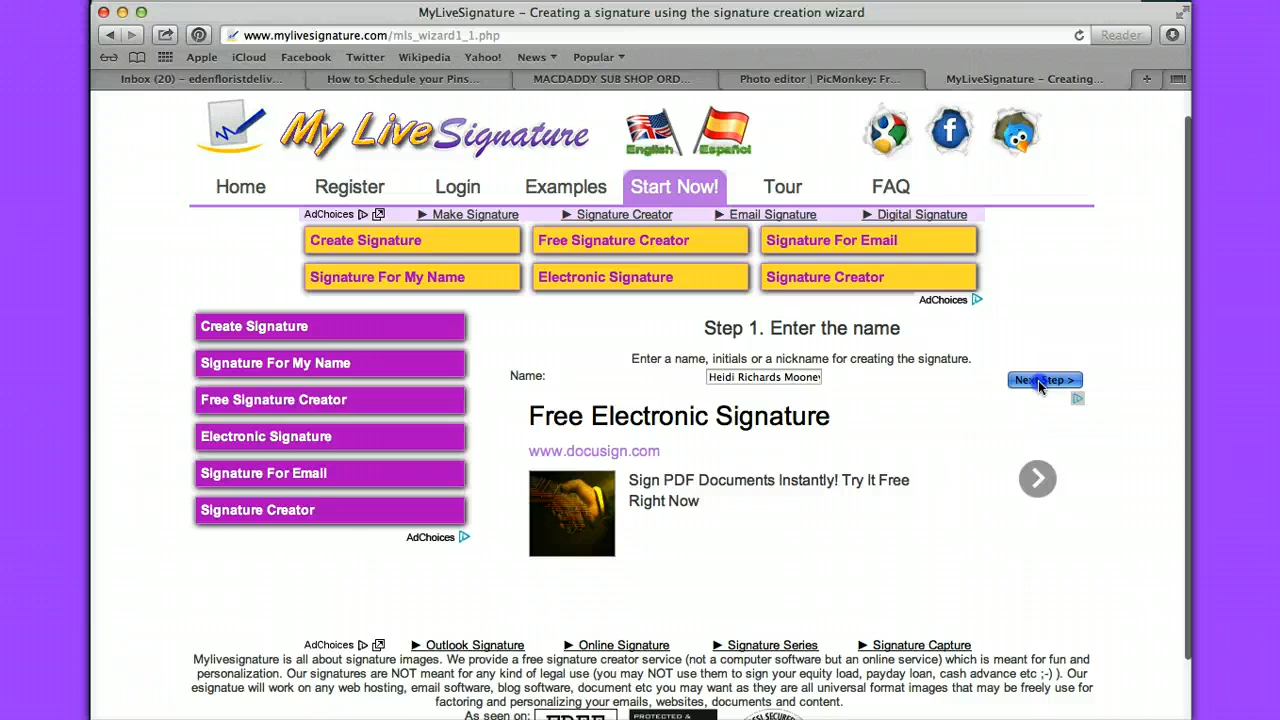 MyLiveSignature – Creating a signature using the signature creation wizard
www.mylivesignature.com/mls_wizard1_1.php
Reader
Apple iCloud Facebook Twitter Wikipedia Yahoo! News ▾ Popular ▾
Inbox (20) – edenfloristdeliv... How to Schedule your Pins... MACDADDY SUB SHOP ORD... Photo editor | PicMonkey: Fr... MyLiveSignature – Creating...
My Live Signature
English Español
Home Register Login Examples Start Now! Tour FAQ
AdChoices ► Make Signature ► Signature Creator ► Email Signature ► Digital Signature
Create Signature Free Signature Creator Signature For Email
Signature For My Name Electronic Signature Signature Creator
AdChoices
Create Signature
Signature For My Name
Free Signature Creator
Electronic Signature
Signature For Email
Signature Creator
AdChoices
Step 1. Enter the name
Enter a name, initials or a nickname for creating the signature.
Name: Heidi Richards Mooney Next Step >
Free Electronic Signature
www.docusign.com
Sign PDF Documents Instantly! Try It Free
Right Now
AdChoices ► Outlook Signature ► Online Signature ► Signature Series ► Signature Capture
Mylivesignature is all about signature images. We provide a free signature creator service (not a computer software but an online service) which is meant for fun and
personalization. Our signatures are NOT meant for any kind of legal use (you may NOT use them to sign your equity load, payday loan, cash advance etc ;-) ). Our
esignatue will work on any web hosting, email software, blog software, document etc you may want as they are all universal format images that may be freely use for
factoring and personalizing your emails, websites, documents and content.
As seen on: FREE PROTECTED &